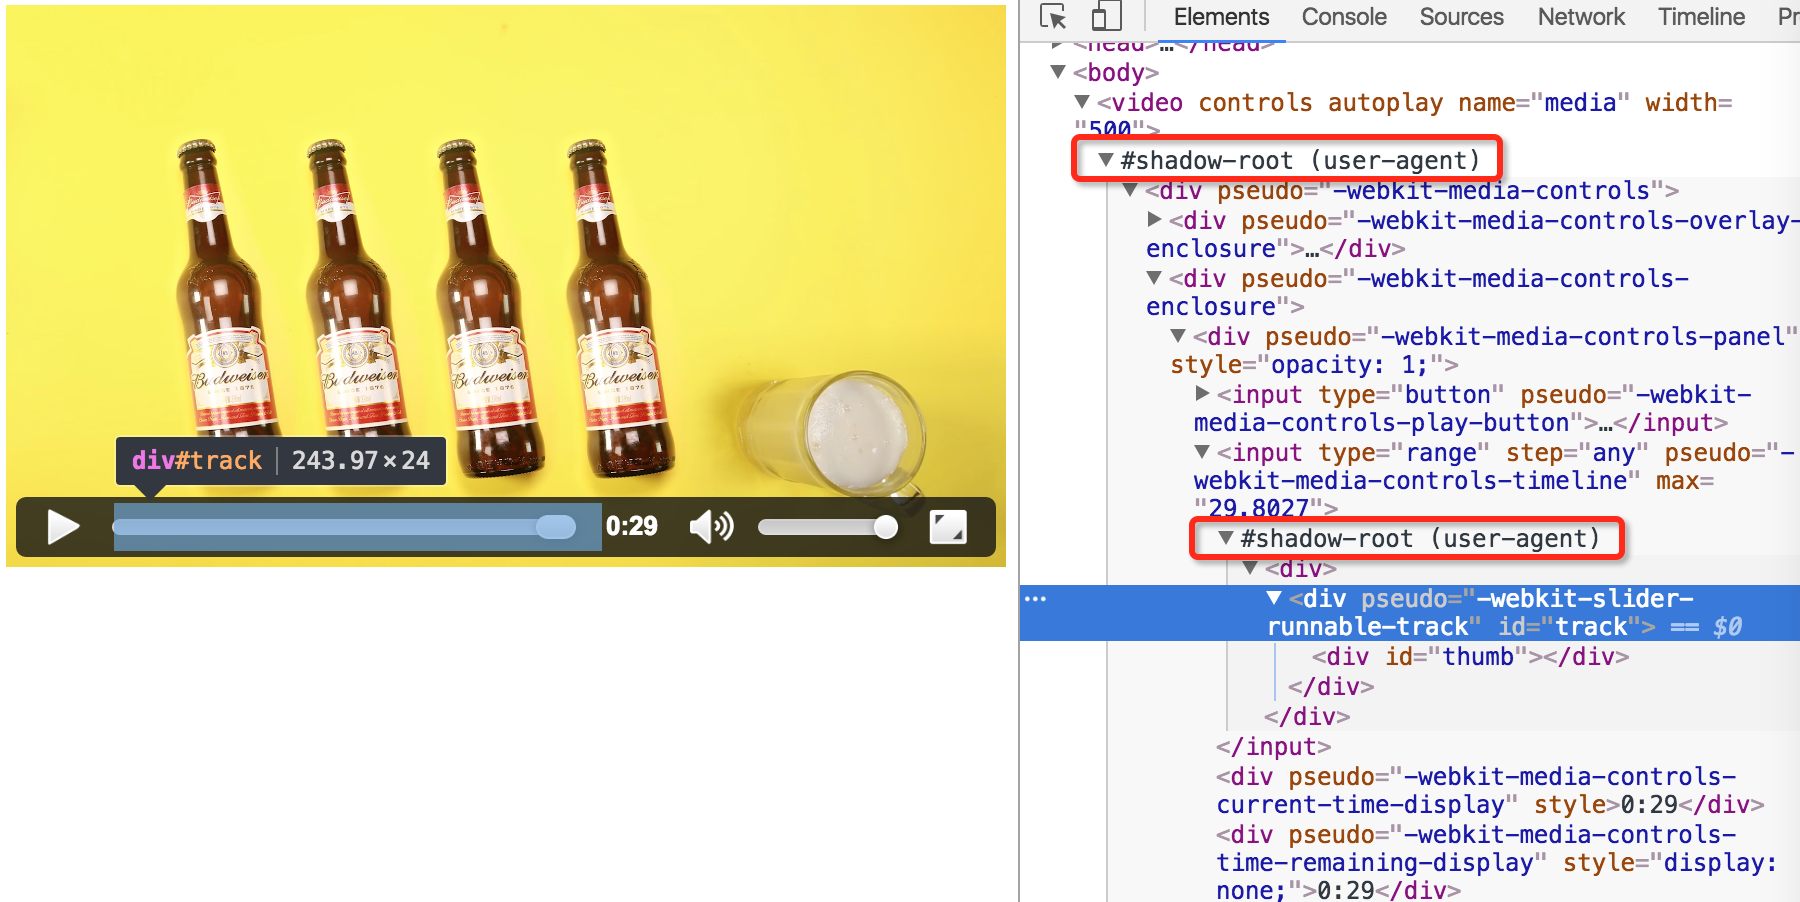 Budweiser Budweiser Budweiser Budweiser
div#track 243.97×24
0:29
Elements Console Sources Network Timeline
<head>…</head>
▼<body>
▼<video controls autoplay name="media" width=
"500">
▼#shadow-root (user-agent)
▼<div pseudo="-webkit-media-controls">
▶<div pseudo="-webkit-media-controls-overlay-
enclosure">…</div>
▼<div pseudo="-webkit-media-controls-
enclosure">
▼<div pseudo="-webkit-media-controls-panel"
style="opacity: 1;">
▶<input type="button" pseudo="-webkit-
media-controls-play-button">…</input>
▼<input type="range" step="any" pseudo="-
webkit-media-controls-timeline" max=
"29.8027">
▼#shadow-root (user-agent)
▼<div>
… ▼<div pseudo="-webkit-slider-
runnable-track" id="track"> == $0
<div id="thumb"></div>
</div>
</div>
</input>
<div pseudo="-webkit-media-controls-
current-time-display" style>0:29</div>
<div pseudo="-webkit-media-controls-
time-remaining-display" style="display:
none;">0:29</div>